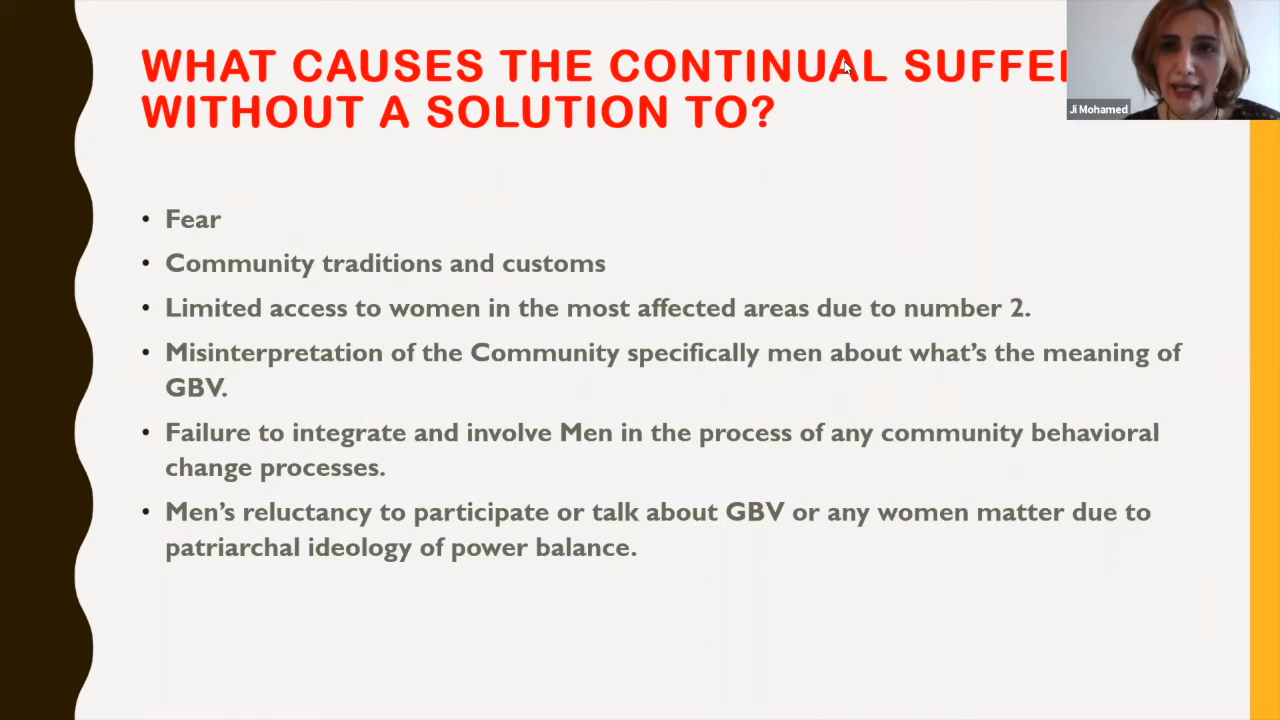 WHAT CAUSES THE CONTINUAL
WITHOUT A SOLUTION TO?
Ji Mohamed
• Fear
• Community traditions and customs
• Limited access to women in the most affected areas due to number 2.
• Misinterpretation of the Community specifically men about what's the meaning of
GBV.
• Failure to integrate and involve Men in the process of any community behavioral
change processes.
• Men's reluctancy to participate or talk about GBV or any women matter due to
patriarchal ideology of power balance.